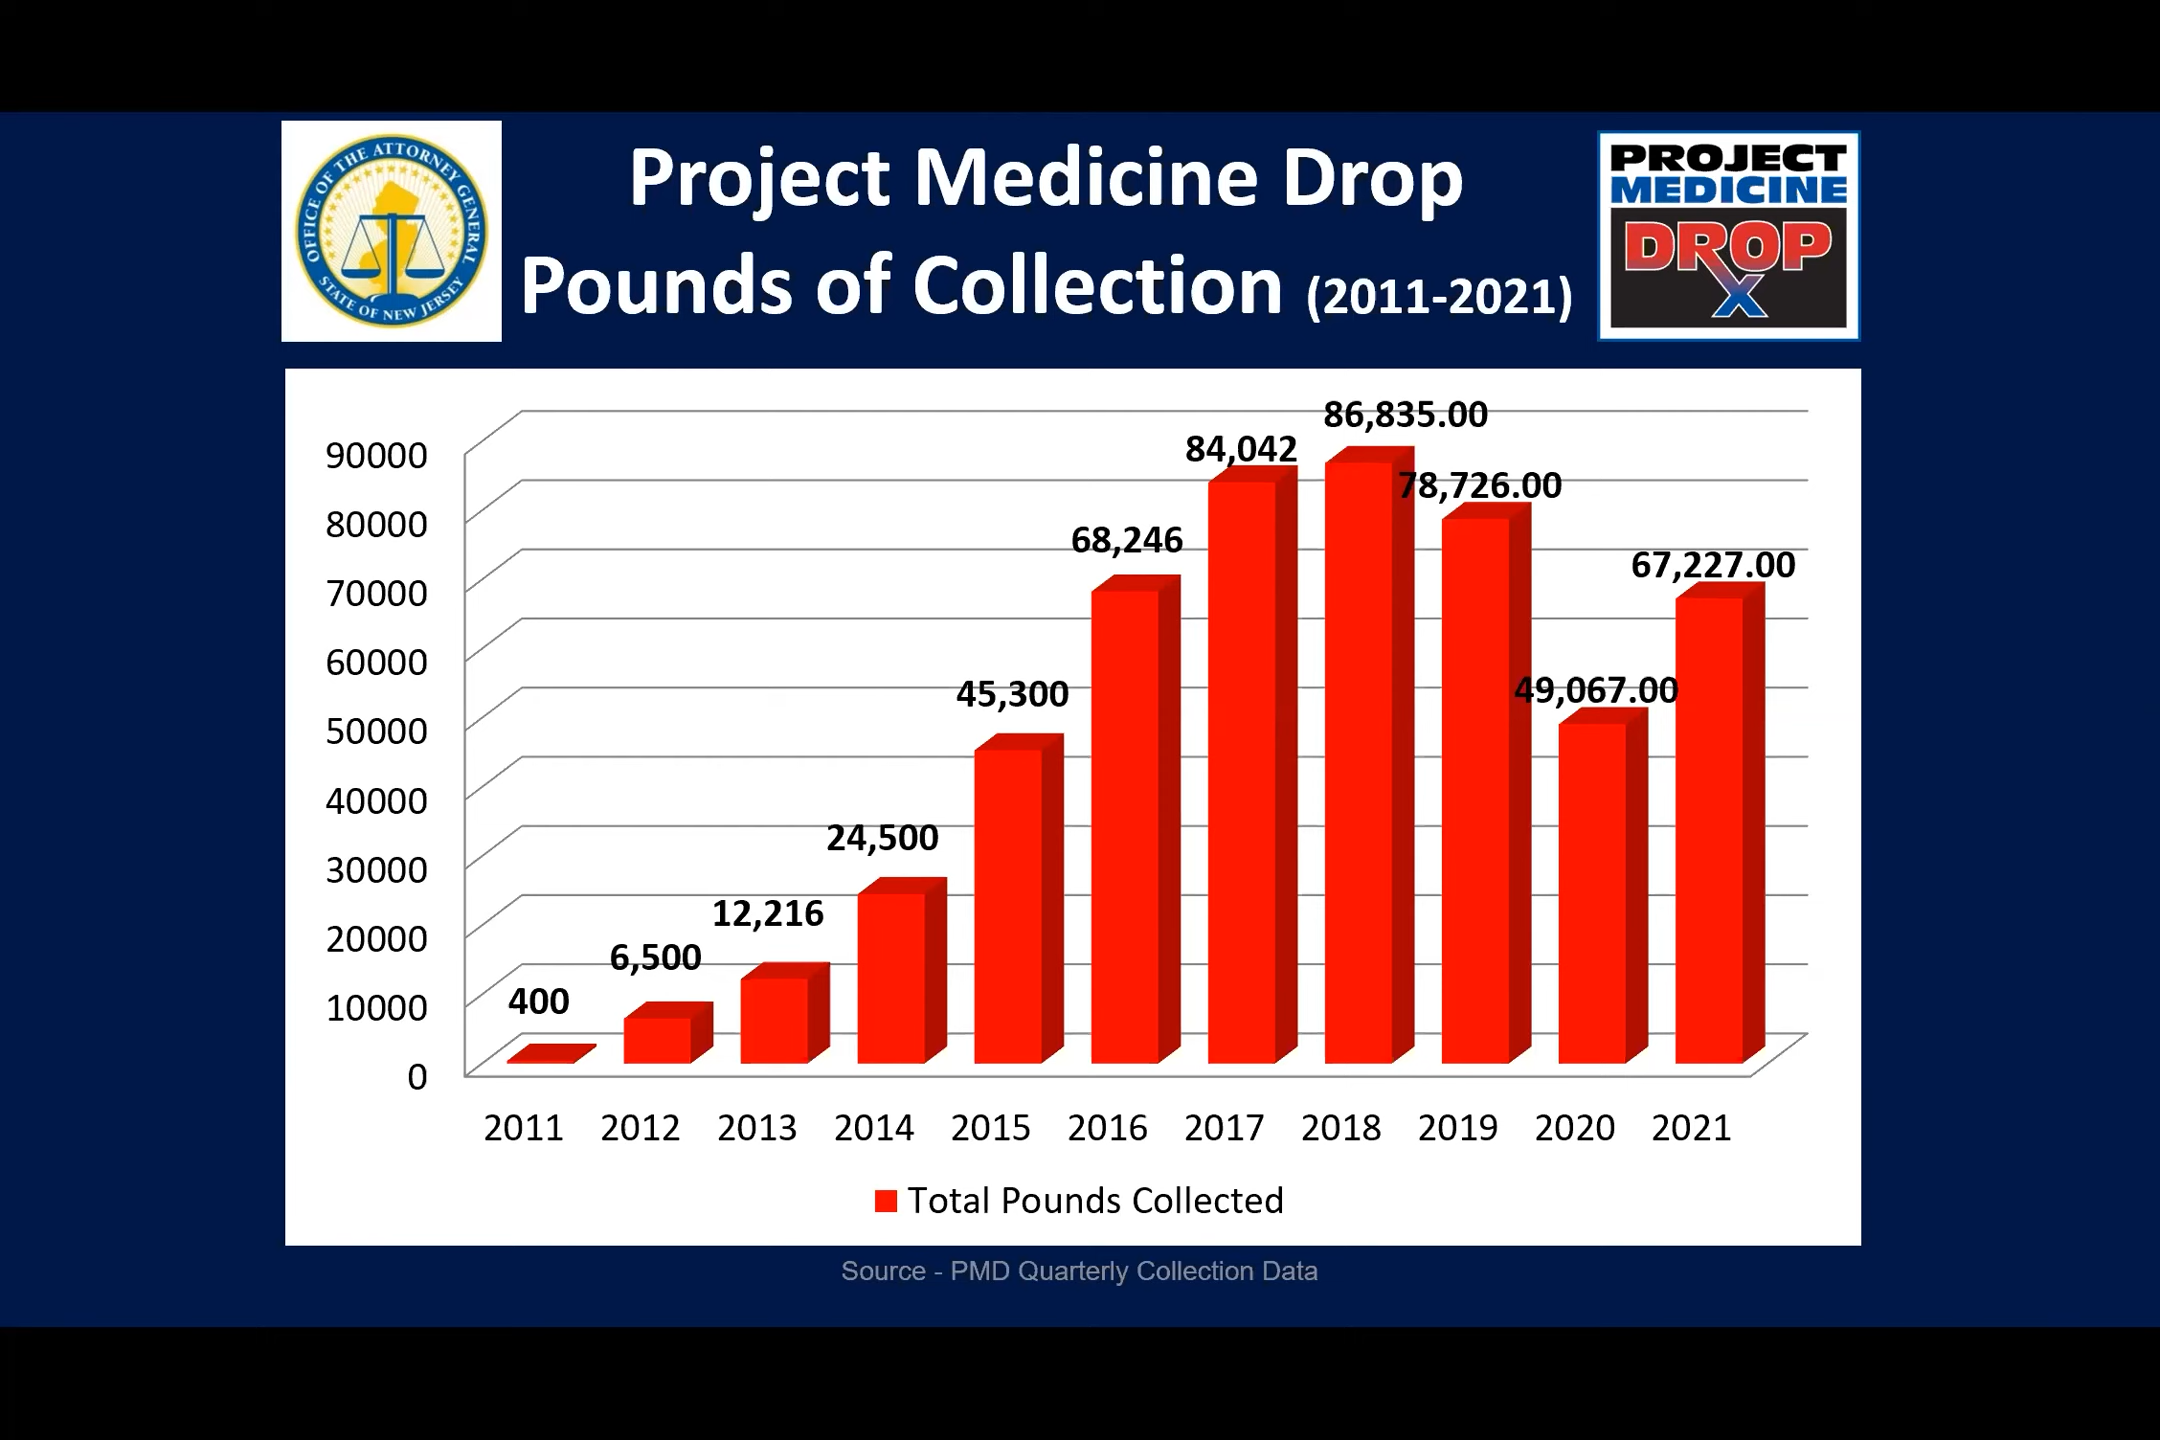 OFFICE OF THE ATTORNEY GENERAL
STATE OF NEW JERSEY
Project Medicine Drop
Pounds of Collection (2011-2021)
PROJECT
MEDICINE
DROP
X
90000
80000
70000
60000
50000
40000
30000
20000
10000
0
400
6,500
12,216
24,500
45,300
68,246
84,042
86,835.00
78,726.00
49,067.00
67,227.00
2011 2012 2013 2014 2015 2016 2017 2018 2019 2020 2021
Total Pounds Collected
Source - PMD Quarterly Collection Data